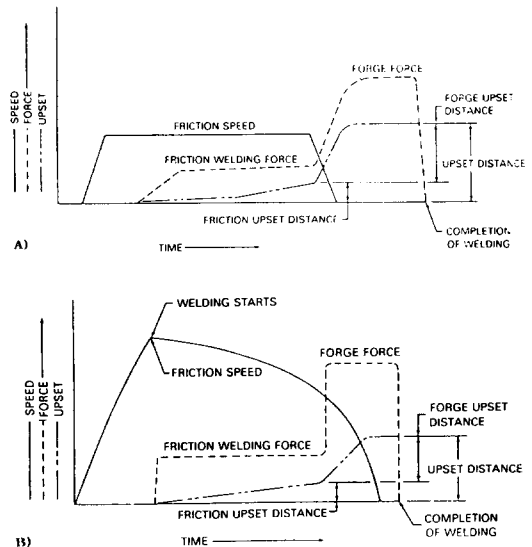 FORGE FORCE
FORGE UPSET
DISTANCE
FRICTION SPEED
UPSET DISTANCE
FRICTION WELDING FORCE
FRICTION UPSET DISTANCE
SPEED
FORCE
UPSET
COMPLETION
OF WELDING
A)
TIME
WELDING STARTS
FORGE FORCE
FRICTION SPEED
FORGE UPSET
DISTANCE
FRICTION WELDING FORCE
UPSET DISTANCE
FRICTION UPSET DISTANCE
SPEED
FORCE
UPSET
COMPLETION
OF WELDING
B)
TIME